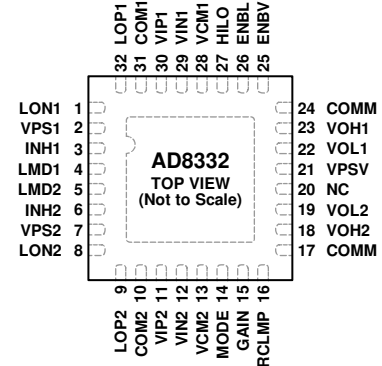 32 LOP1
31 COM1
30 VIP1
29 VIN1
28 VCM1
27 HILO
26 ENBL
25 ENBV
LON1 1
VPS1 2
INH1 3
LMD1 4
LMD2 5
INH2 6
VPS2 7
LON2 8
AD8332
TOP VIEW
(Not to Scale)
24 COMM
23 VOH1
22 VOL1
21 VPSV
20 NC
19 VOL2
18 VOH2
17 COMM
LOP2 9
COM2 10
VIP2 11
VIN2 12
VCM2 13
MODE 14
GAIN 15
RCLMP 16